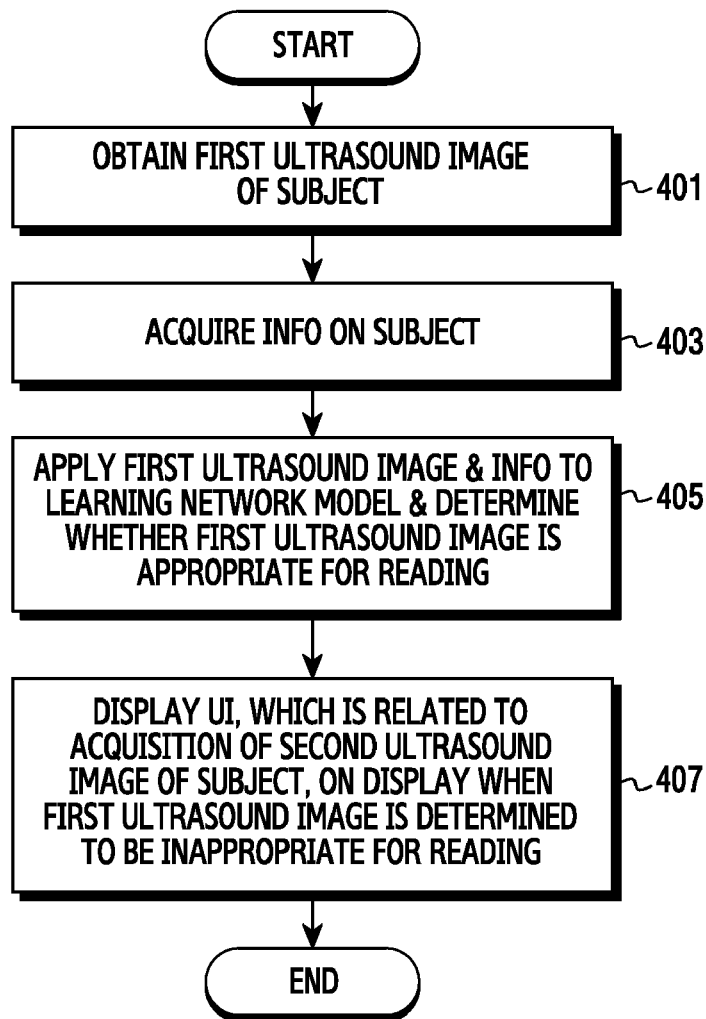 START
OBTAIN FIRST ULTRASOUND IMAGE
OF SUBJECT
401
ACQUIRE INFO ON SUBJECT
403
APPLY FIRST ULTRASOUND IMAGE & INFO TO
LEARNING NETWORK MODEL & DETERMINE
WHETHER FIRST ULTRASOUND IMAGE IS
APPROPRIATE FOR READING
405
DISPLAY UI, WHICH IS RELATED TO
ACQUISITION OF SECOND ULTRASOUND
IMAGE OF SUBJECT, ON DISPLAY WHEN
FIRST ULTRASOUND IMAGE IS DETERMINED
TO BE INAPPROPRIATE FOR READING
407
END